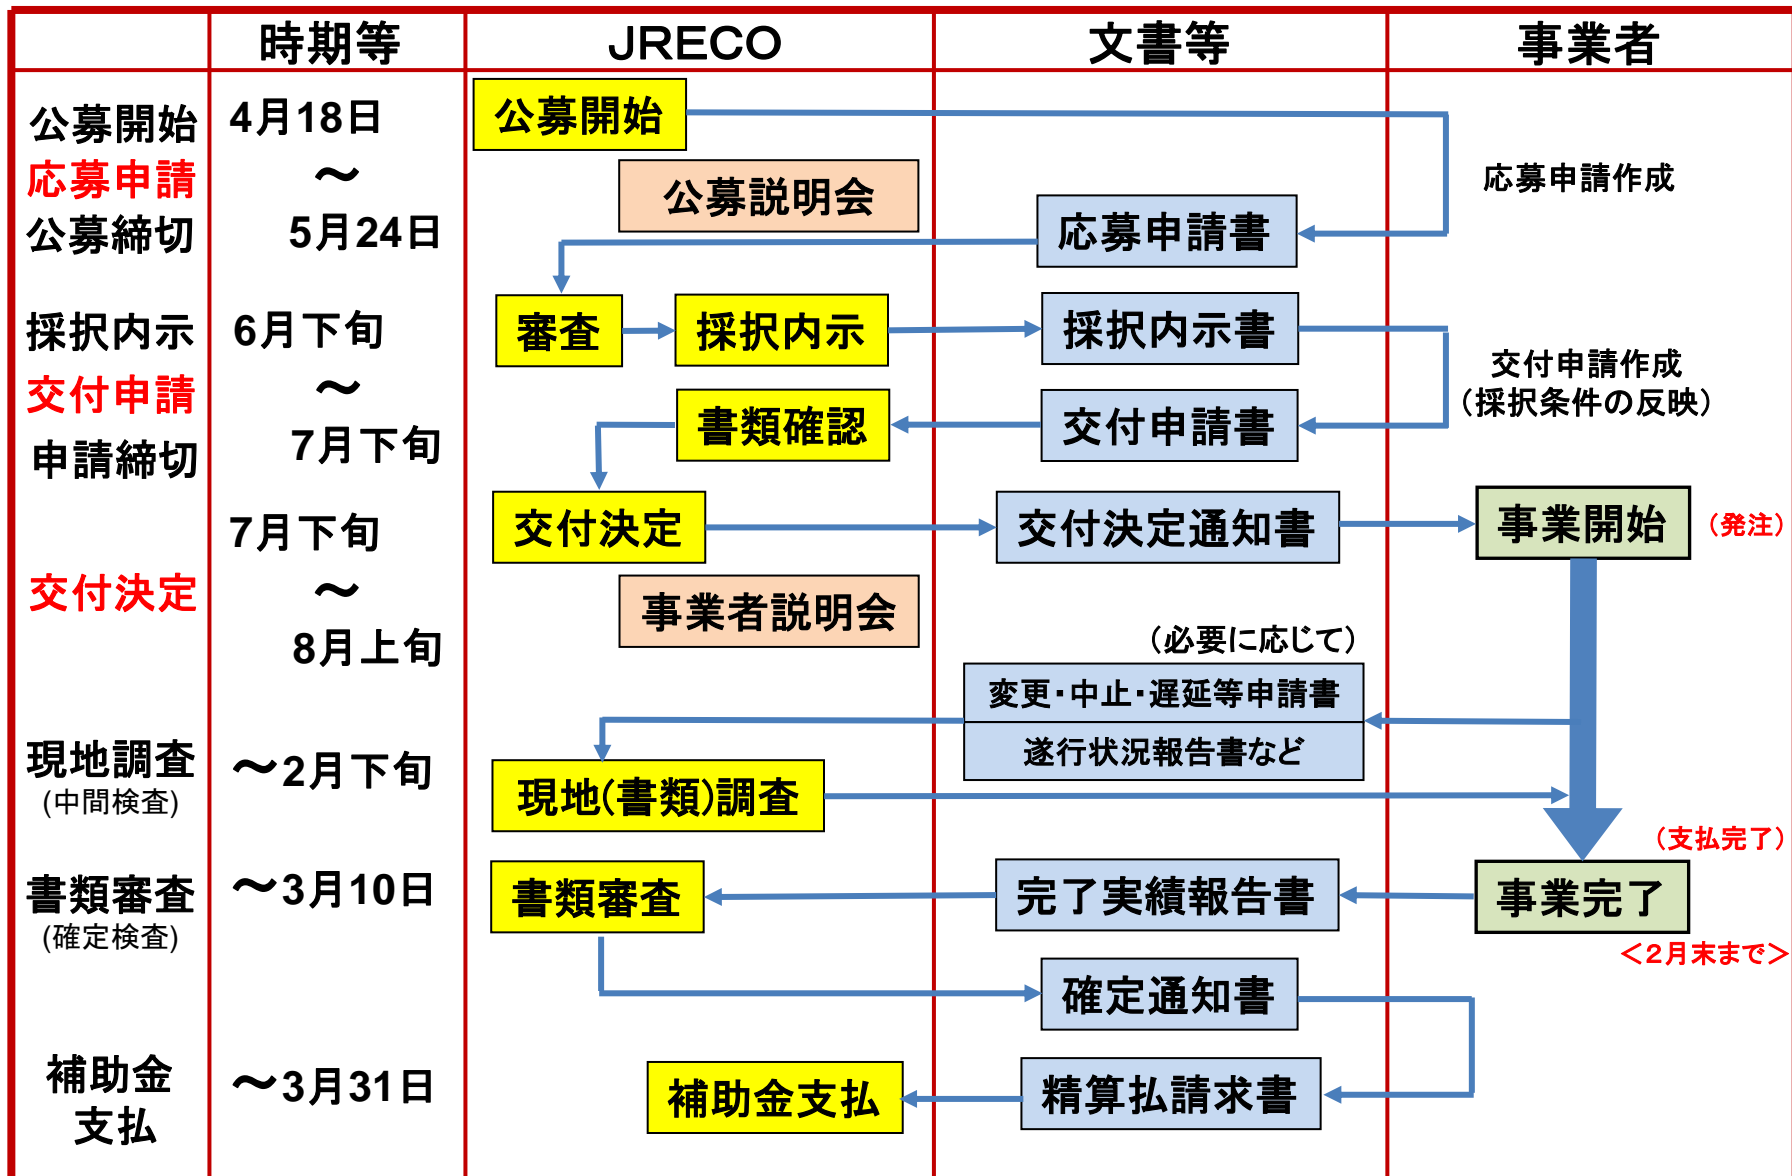 時期等
JRECO
文書等
事業者
公募開始
4月18日
公募開始
応募申請
～
公募説明会
応募申請作成
公募締切
5月24日
応募申請書
採択内示
6月下旬
審査
採択内示
採択内示書
交付申請
～
交付申請作成
(採択条件の反映)
書類確認
交付申請書
申請締切
7月下旬
7月下旬
交付決定
交付決定通知書
事業開始
(発注)
交付決定
～
事業者説明会
8月上旬
(必要に応じて)
変更・中止・遅延等申請書
遂行状況報告書など
現地調査
(中間検査)
～2月下旬
現地(書類)調査
(支払完了)
書類審査
(確定検査)
～3月10日
書類審査
完了実績報告書
事業完了
<2月末まで>
確定通知書
補助金
支払
～3月31日
補助金支払
精算払請求書